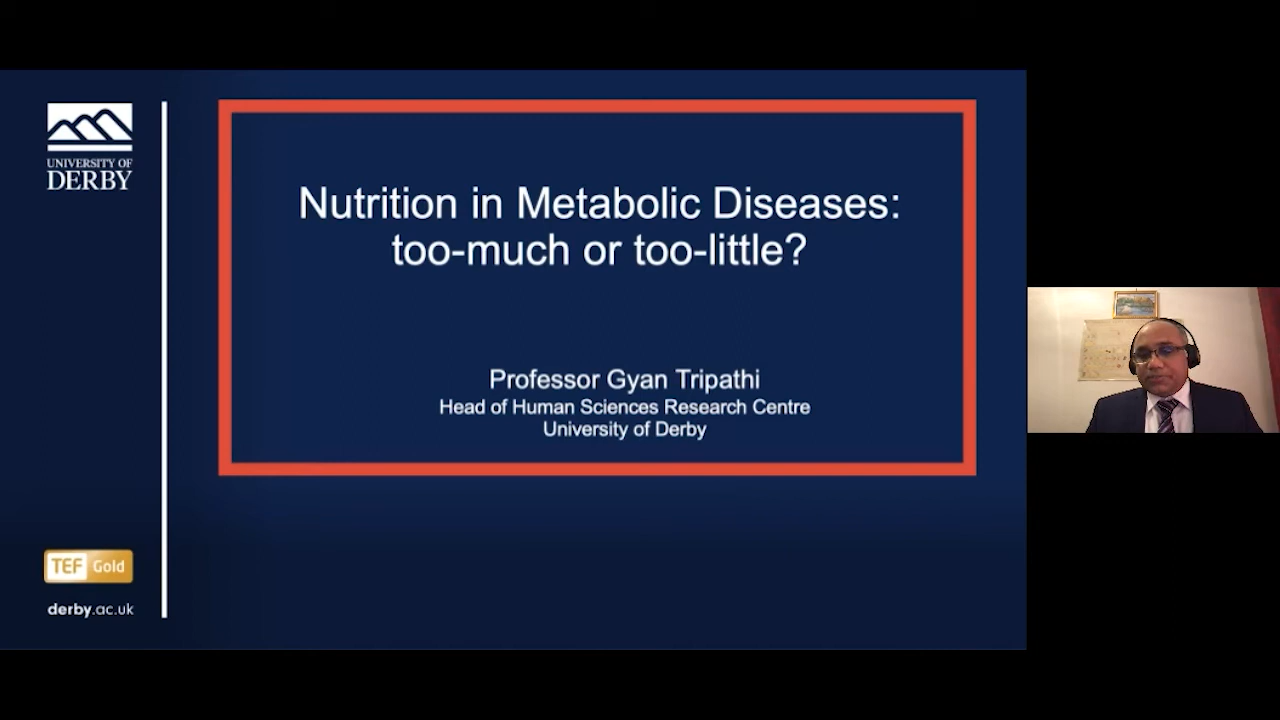 UNIVERSITY OF
DERBY
Nutrition in Metabolic Diseases:
too-much or too-little?
Professor Gyan Tripathi
Head of Human Sciences Research Centre
University of Derby
TEF Gold
derby.ac.uk